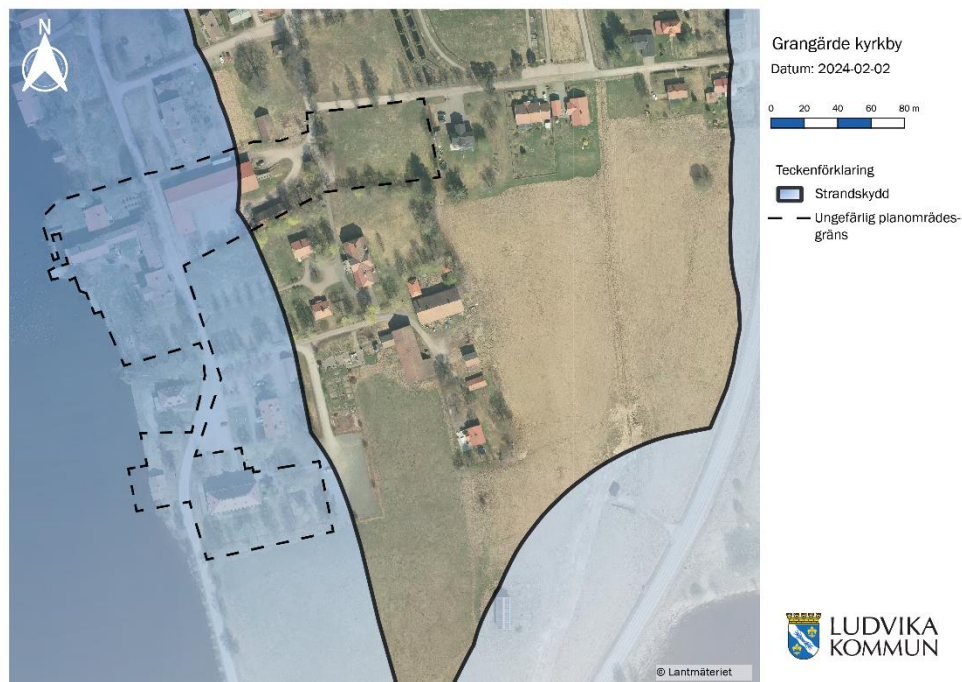 N
Grangärde kyrkby
Datum: 2024-02-02
0 20 40 60 80 m
Teckenförklaring
Strandskydd
Ungefärlig planområdes-
gräns
LUDVIKA
KOMMUN
© Lantmäteriet